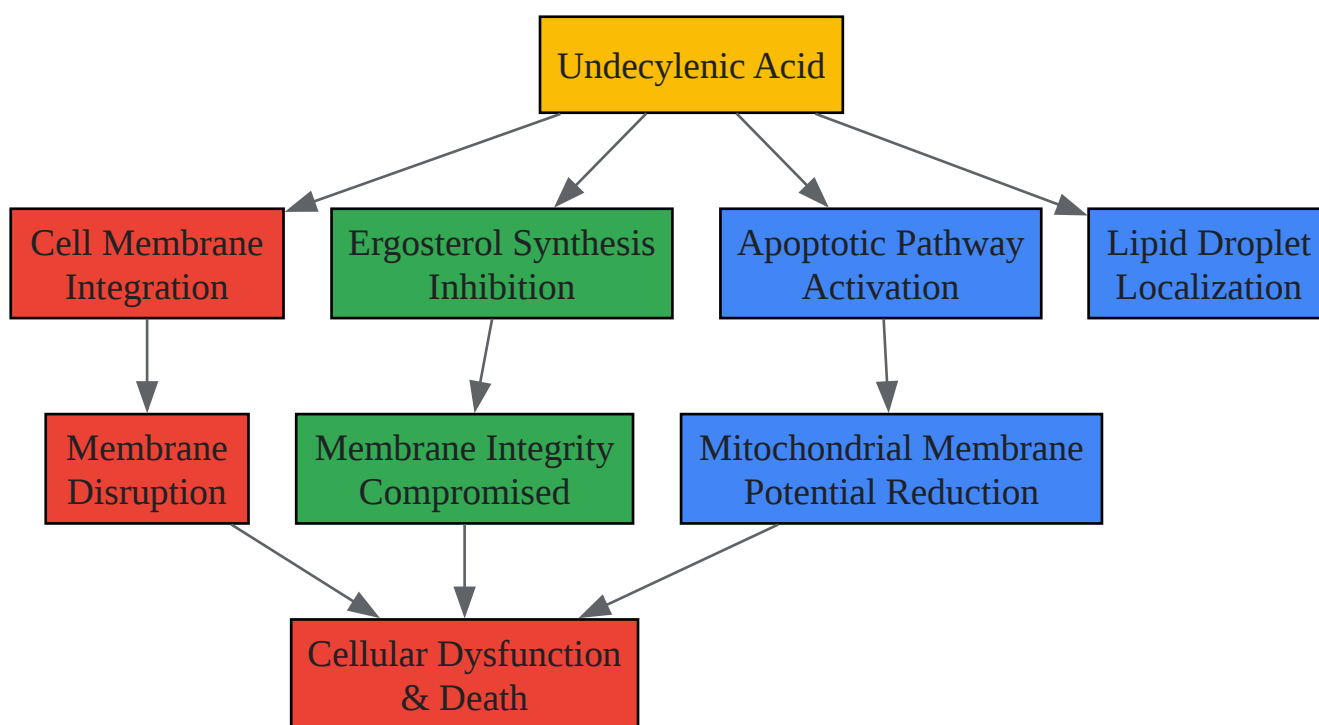 Undecylenic Acid
Cell Membrane
Integration
Ergosterol Synthesis
Inhibition
Apoptotic Pathway
Activation
Lipid Droplet
Localization
Membrane
Disruption
Membrane Integrity
Compromised
Mitochondrial Membrane
Potential Reduction
Cellular Dysfunction
& Death